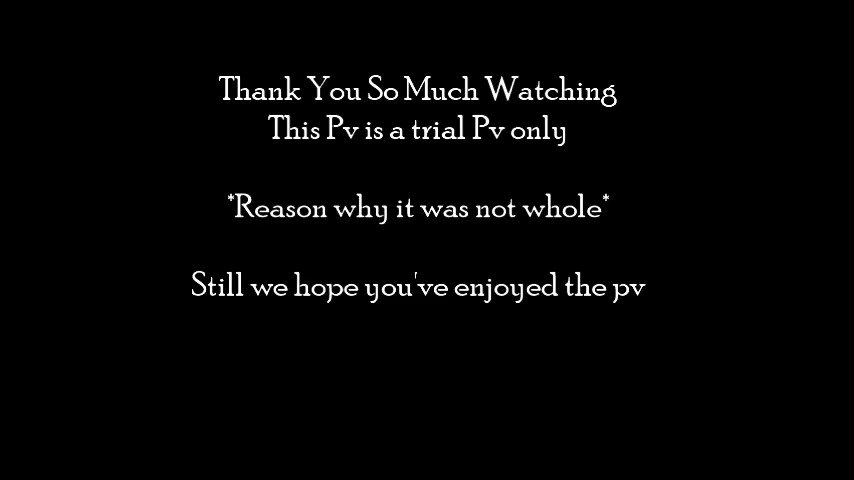 Thank You So Much Watching
This Pv is a trial Pv only
*Reason why it was not whole*
Still we hope you've enjoyed the pv